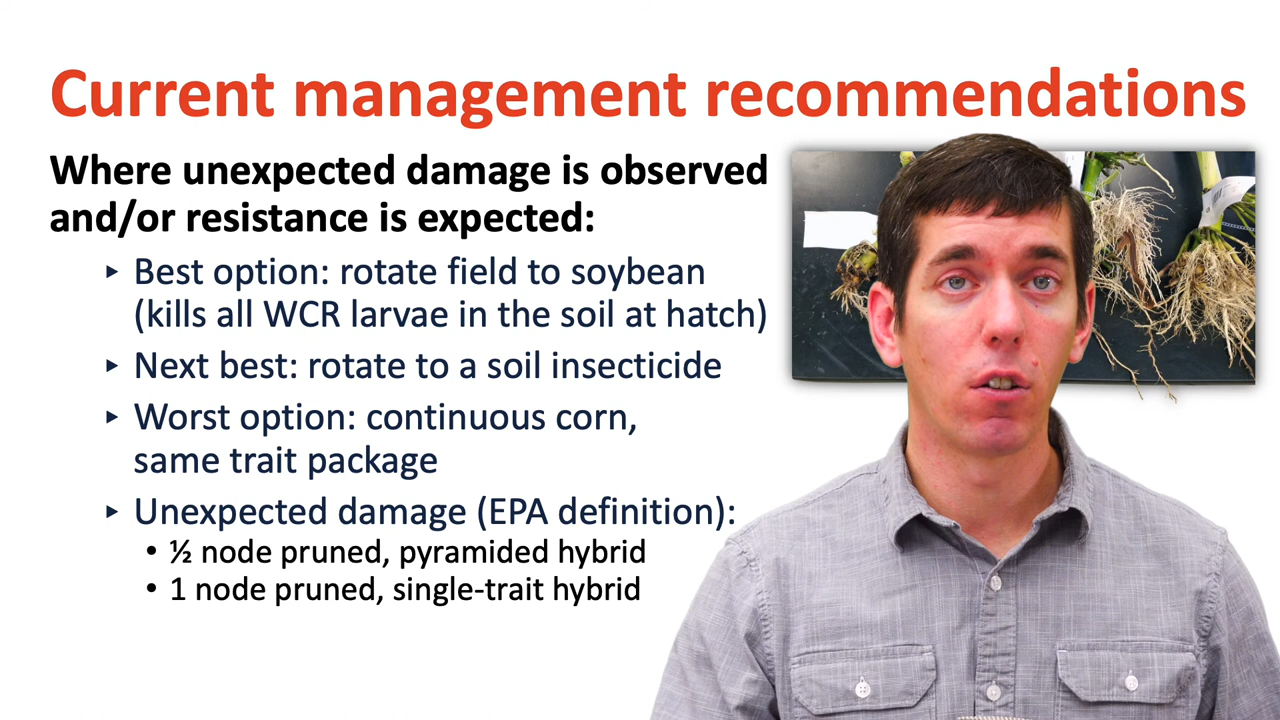 Current management recommendations
Where unexpected damage is observed
and/or resistance is expected:
▸ Best option: rotate field to soybean
(kills all WCR larvae in the soil at hatch)
▸ Next best: rotate to a soil insecticide
▸ Worst option: continuous corn,
same trait package
▸ Unexpected damage (EPA definition):
• ½ node pruned, pyramided hybrid
• 1 node pruned, single-trait hybrid